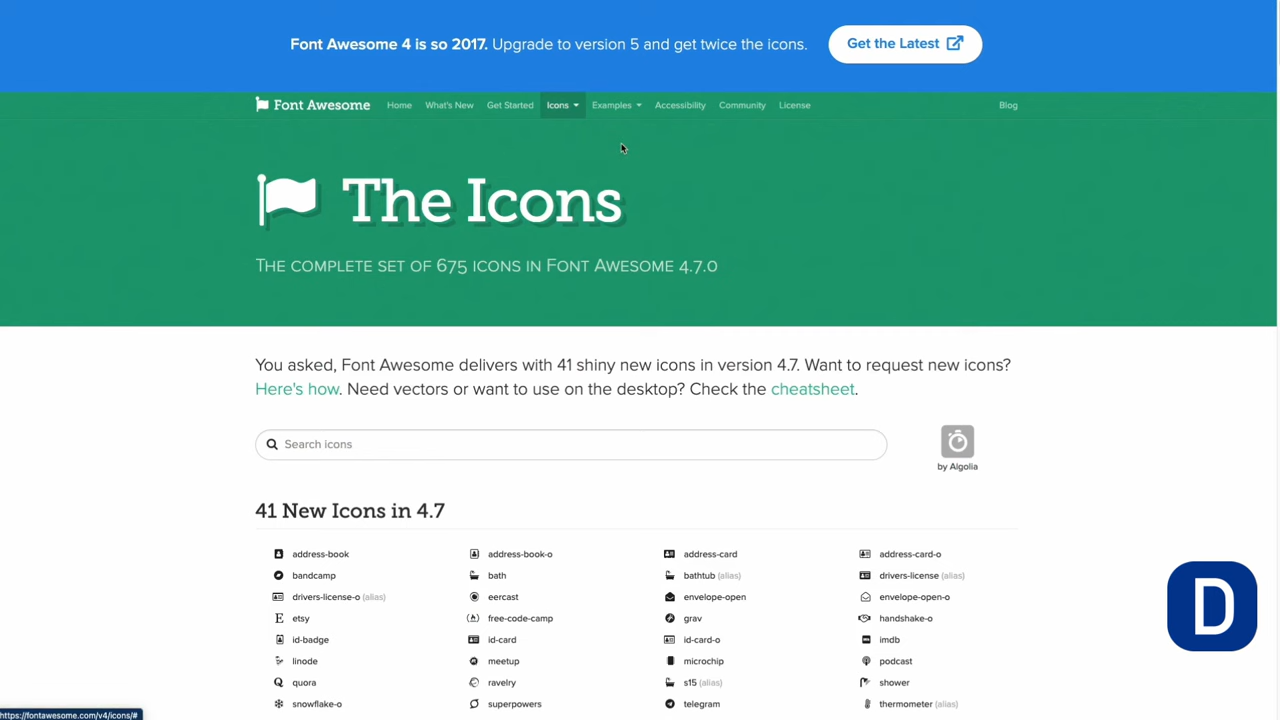 Font Awesome 4 is so 2017. Upgrade to version 5 and get twice the icons. Get the Latest
Font Awesome Home What's New Get Started Icons Examples Accessibility Community License Blog
The Icons
The complete set of 675 icons in Font Awesome 4.7.0
You asked, Font Awesome delivers with 41 shiny new icons in version 4.7. Want to request new icons?
Here's how. Need vectors or want to use on the desktop? Check the cheatsheet.
Search icons
by Algolia
41 New Icons in 4.7
address-book address-book-o address-card address-card-o
bandcamp bath bathtub (alias) drivers-license (alias)
drivers-license-o (alias) eercast envelope-open envelope-open-o
etsy free-code-camp grav handshake-o
id-badge id-card id-card-o imdb
linode meetup microchip podcast
quora ravelry s15 (alias) shower
snowflake-o superpowers telegram thermometer (alias)
D
https://fontawesome.com/v4/icons/#